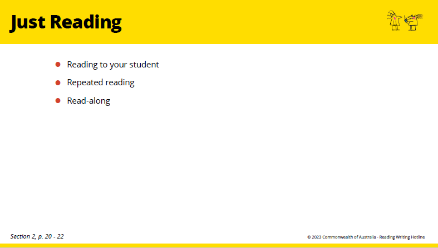 Just Reading
Reading to your student
Repeated reading
Read-along
Section 2, p. 20 - 22
© 2023 Commonwealth of Australia - Reading Writing Hotline